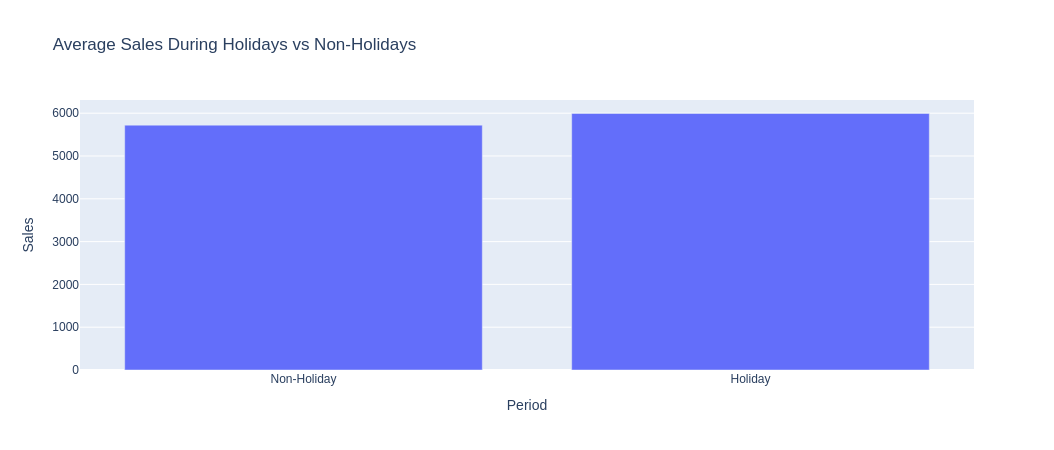 Average Sales During Holidays vs Non-Holidays
6000
5000
4000
3000
2000
1000
0
Sales
Non-Holiday
Holiday
Period